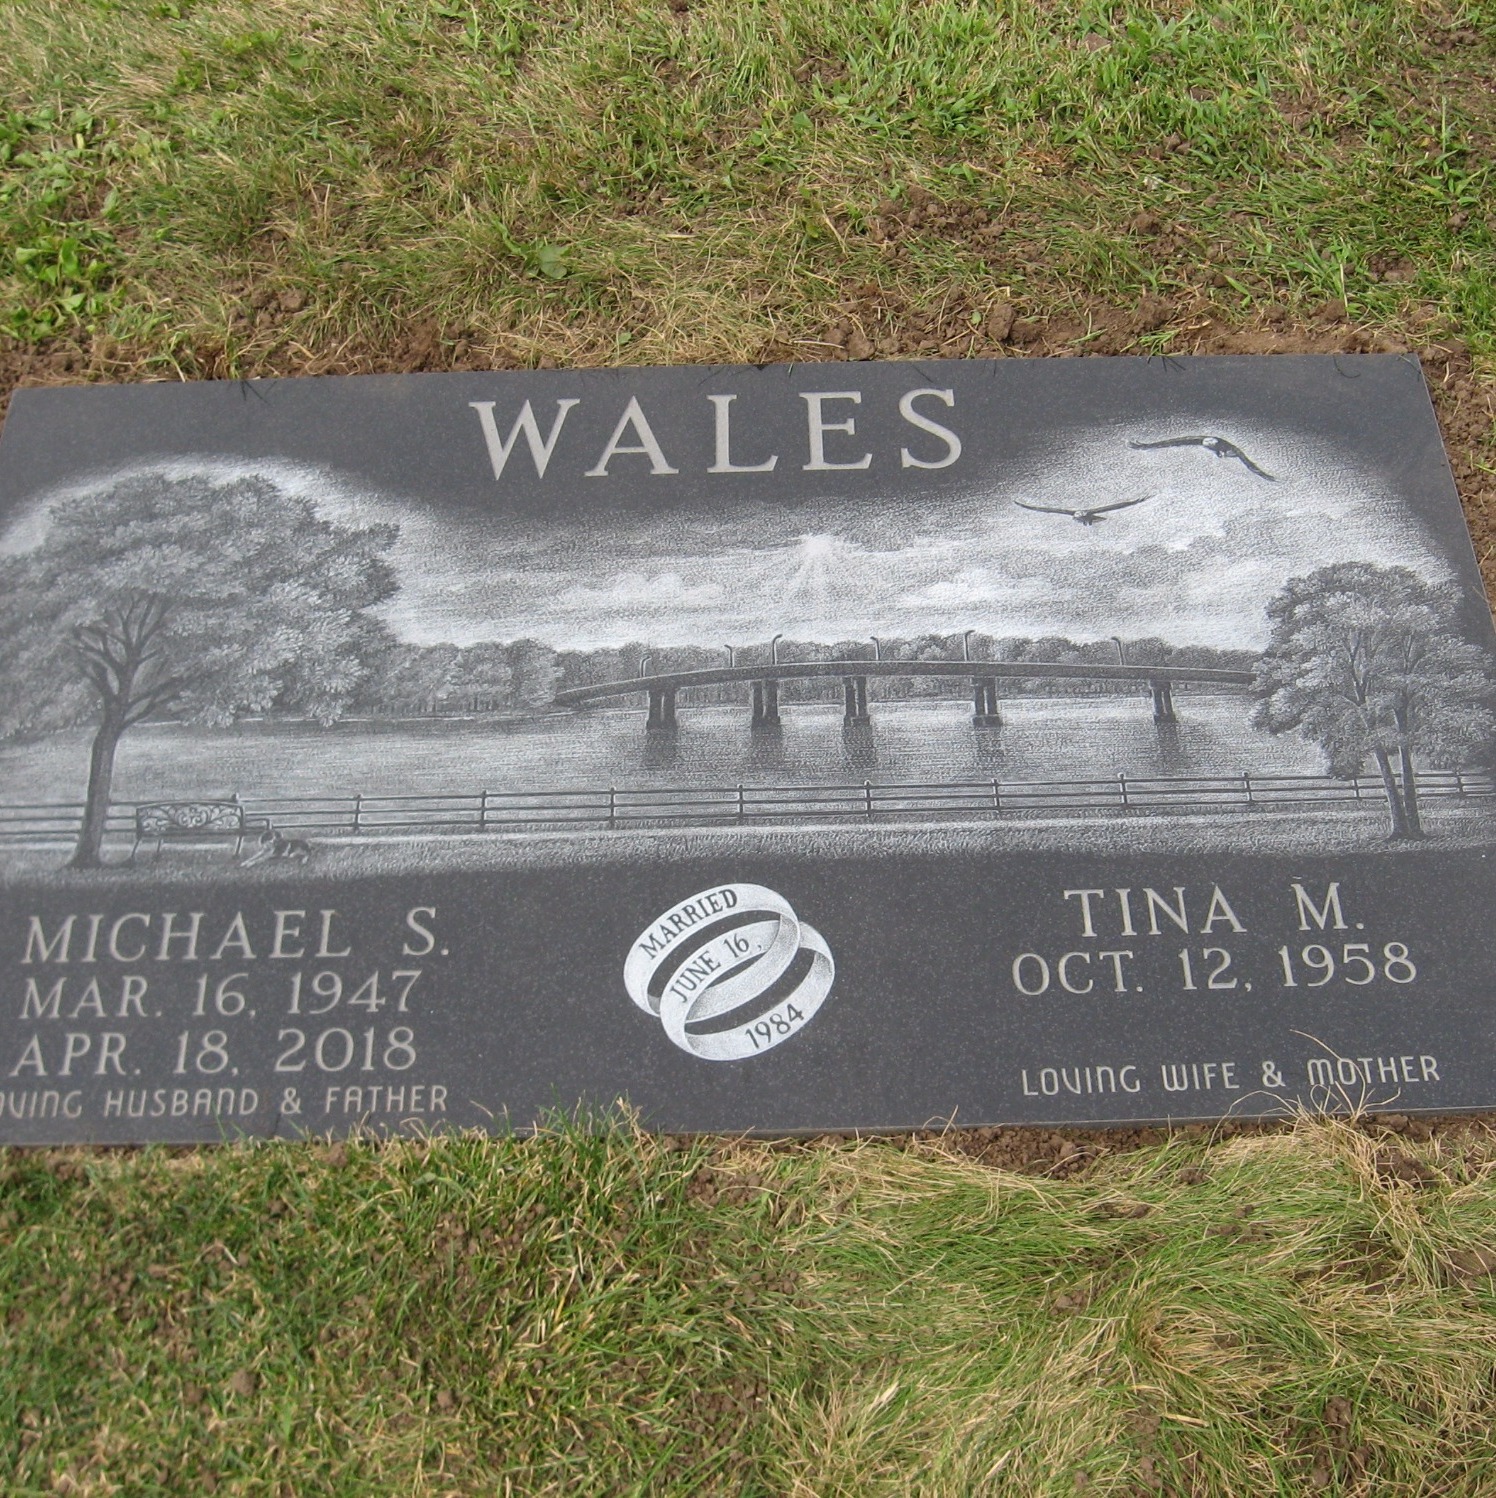 WALES
MICHAEL S.
MAR. 16, 1947
APR. 18, 2018
HUSBAND & FATHER
MARRIED
JUNE 16,
1984
TINA M.
OCT. 12, 1958
LOVING WIFE & MOTHER